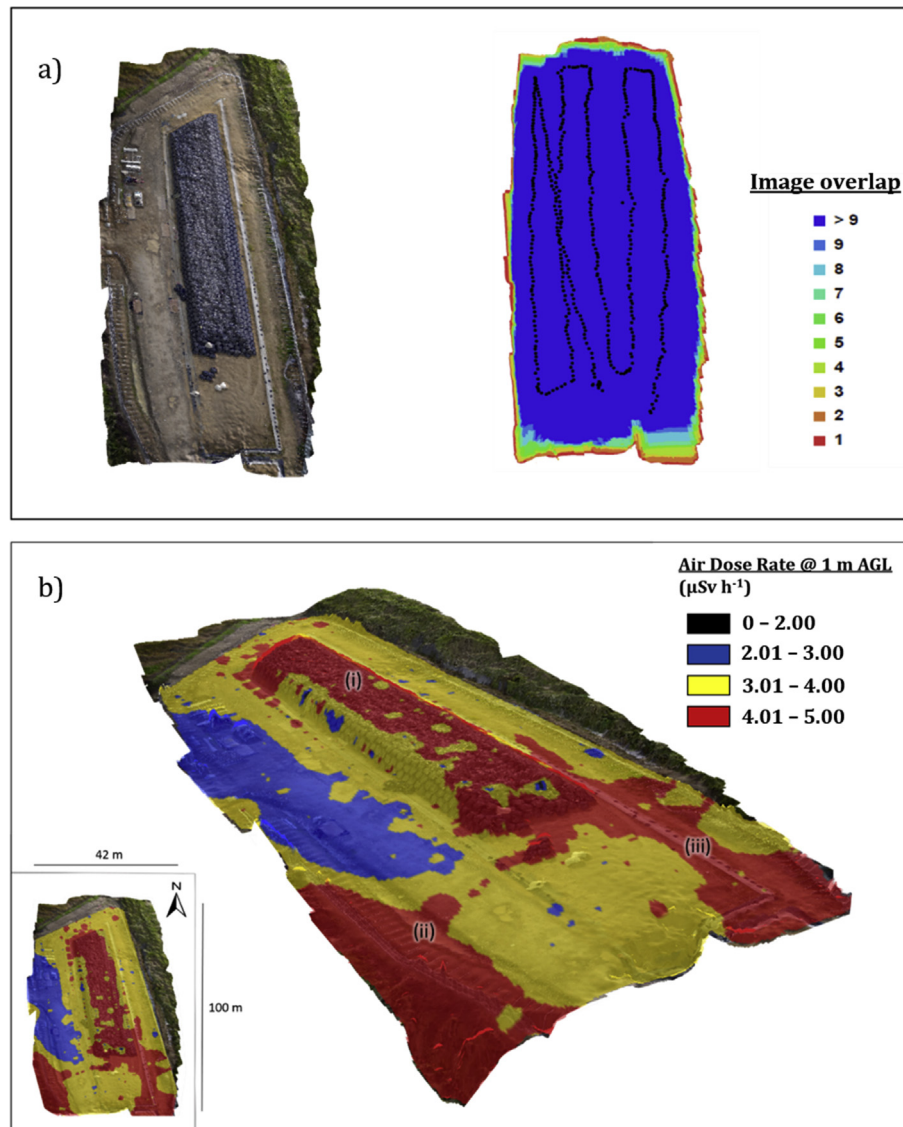 a)
Image overlap
> 9
9
8
7
6
5
4
3
2
1
b)
Air Dose Rate @ 1 m AGL
(µSv h⁻¹)
0 – 2.00
2.01 – 3.00
3.01 – 4.00
4.01 – 5.00
(i)
(ii)
(iii)
42 m
N
100 m